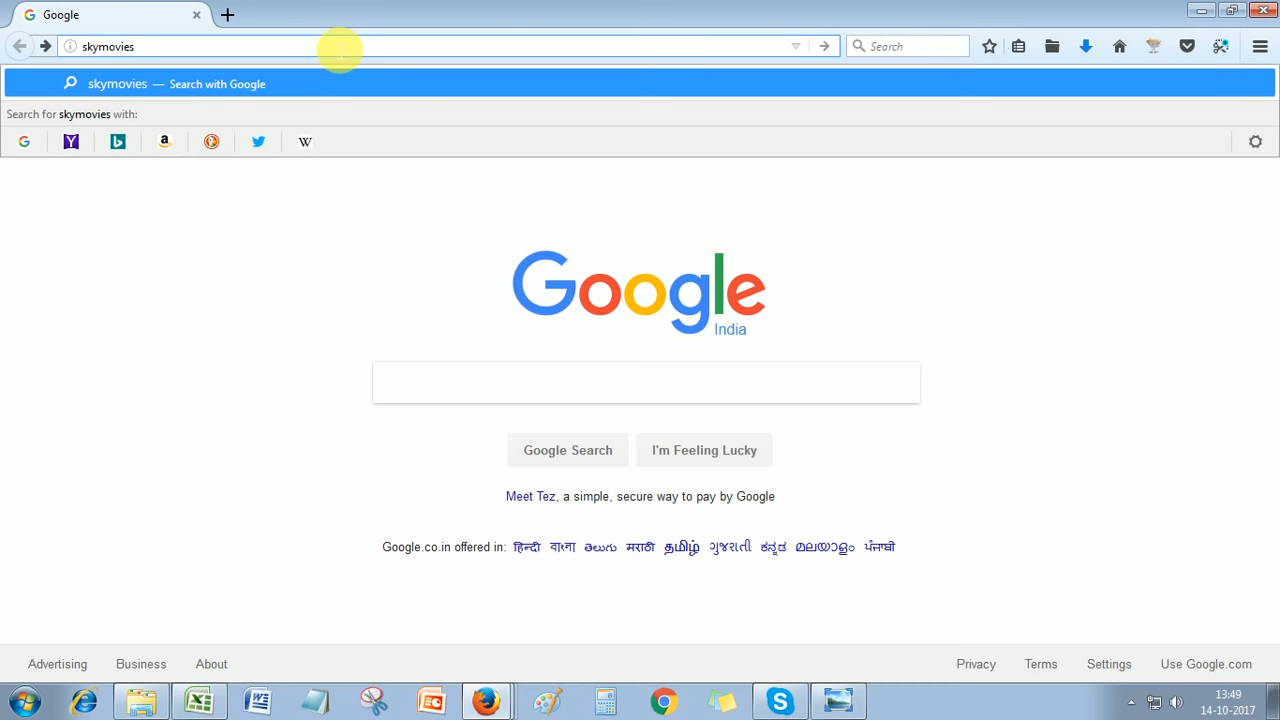 Google
skymovies
Search
skymovies — Search with Google
Search for skymovies with:
Google
India
Google Search
I'm Feeling Lucky
Meet Tez, a simple, secure way to pay by Google
Google.co.in offered in: हिन्दी বাংলা తెలుగు मराठी தமிழ் ગુજરાતી ಕನ್ನಡ മലയാളം ਪੰਜਾਬੀ
Advertising Business About
Privacy Terms Settings Use Google.com
13:49
14-10-2017